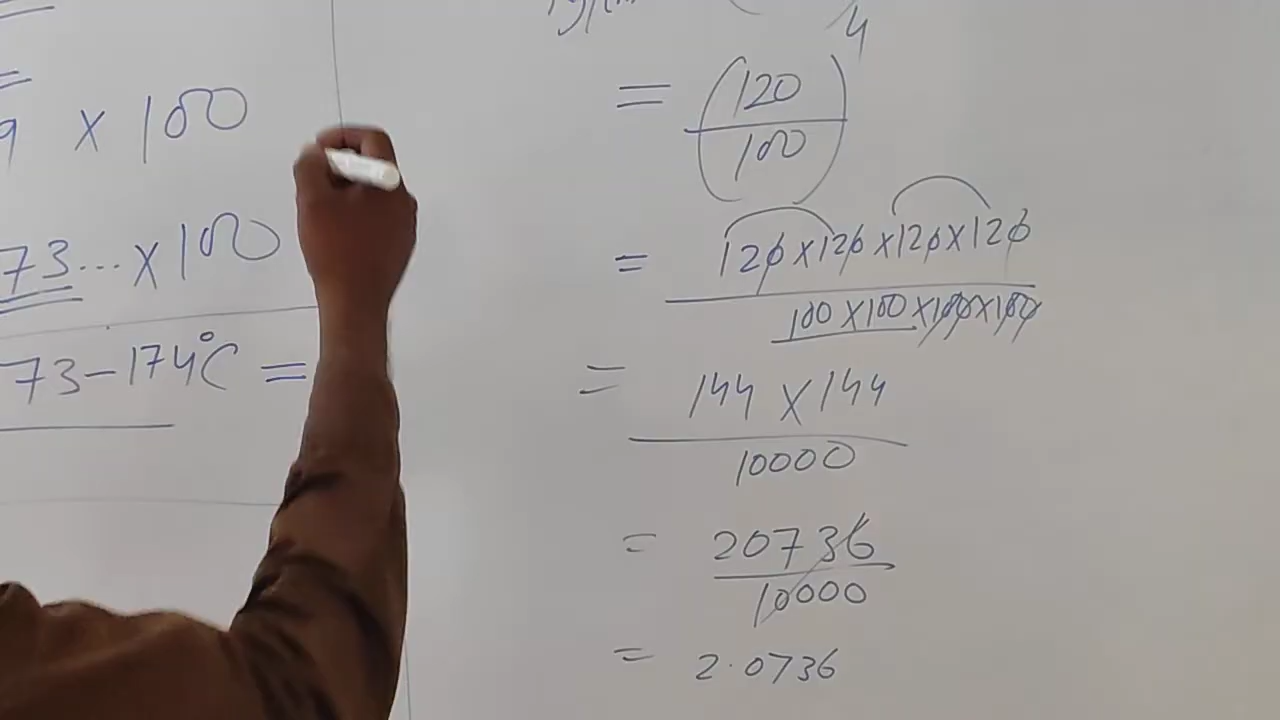 9 × 100
73... × 100
73 – 174°C =
4
= (120 / 100)
= 120 × 120 × 120 × 120
100 × 100 × 100 × 100
= 144 × 144
10000
= 20736
10000
= 2.0736